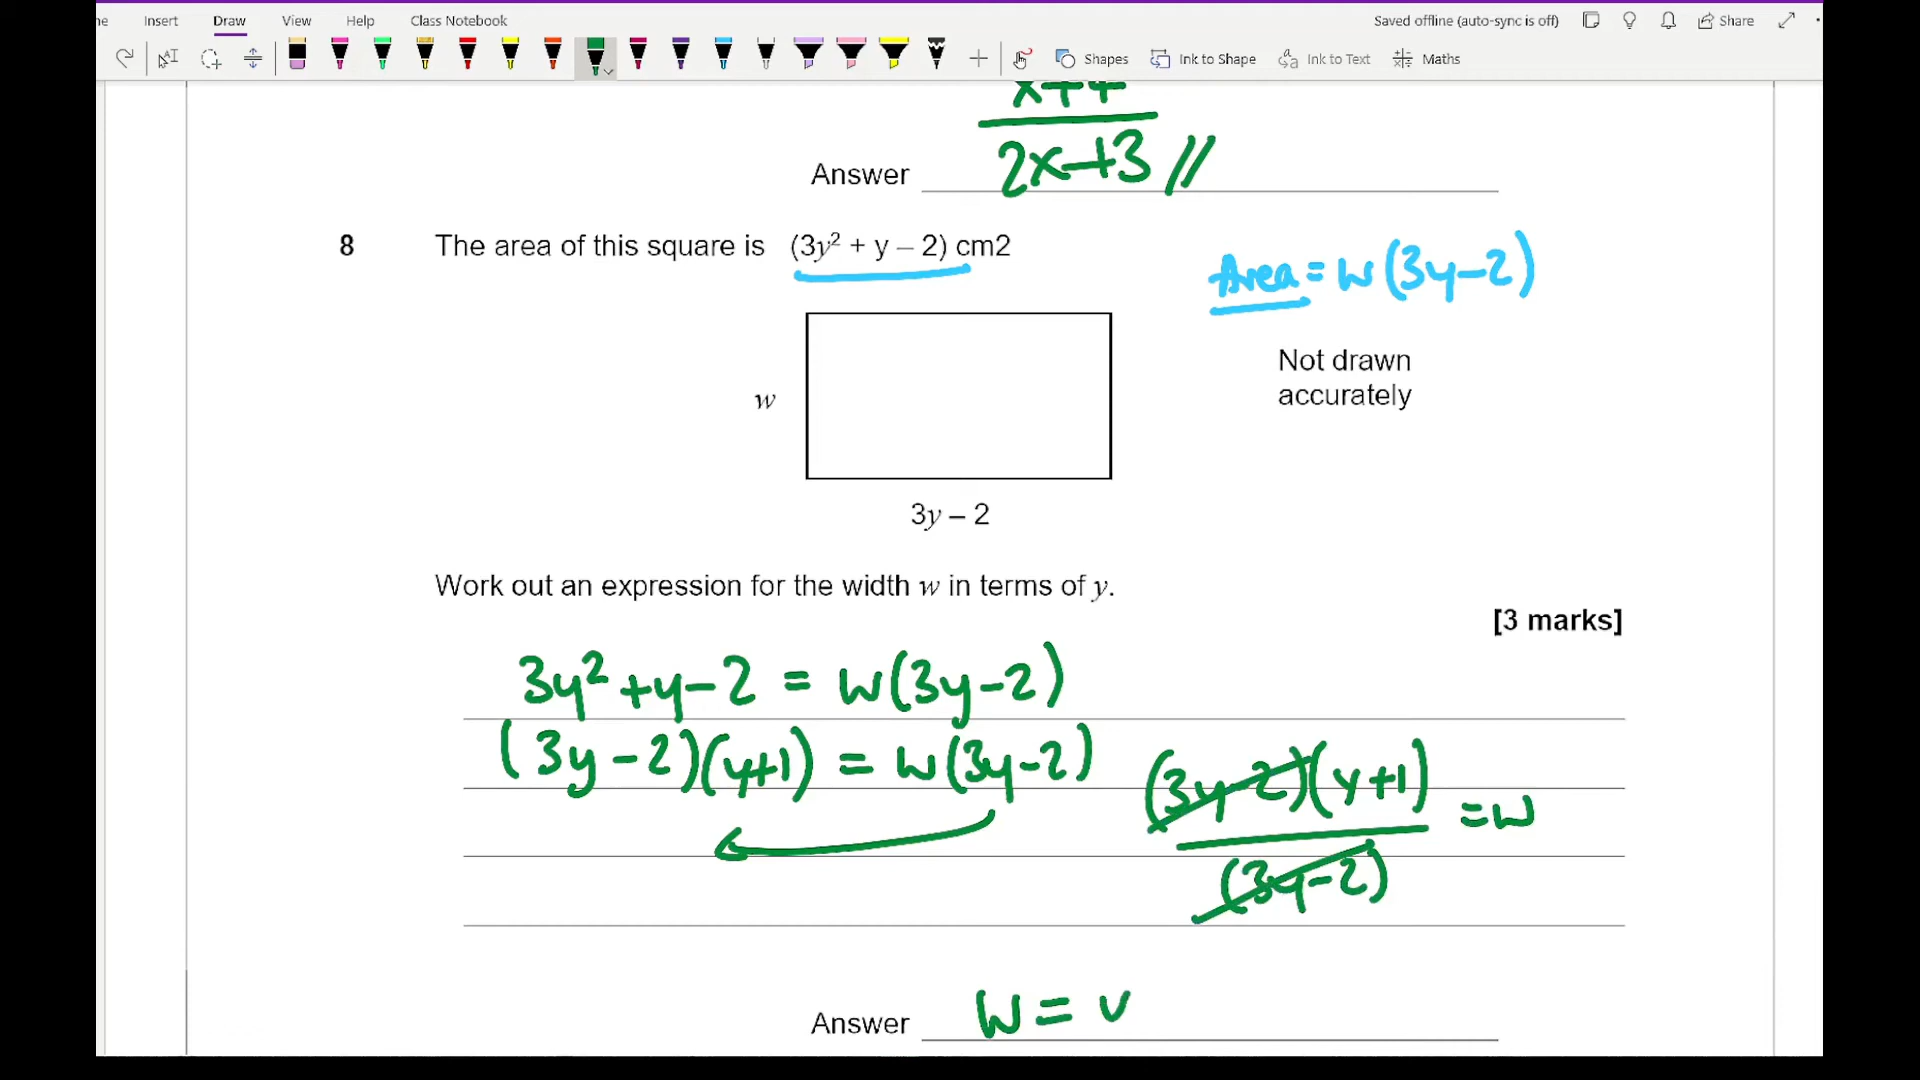 Insert Draw View Help Class Notebook Saved offline (auto-sync is off) Share
Shapes Ink to Shape Ink to Text Maths
x+4
2x+3 //
Answer
8 The area of this square is (3y² + y – 2) cm2
Area = w(3y–2)
Not drawn
accurately
w
3y – 2
Work out an expression for the width w in terms of y.
[3 marks]
3y² +y–2 = w(3y–2)
(3y–2)(y+1) = w(3y–2)
(3y–2)(y+1)
=w
(3y–2)
Answer w =